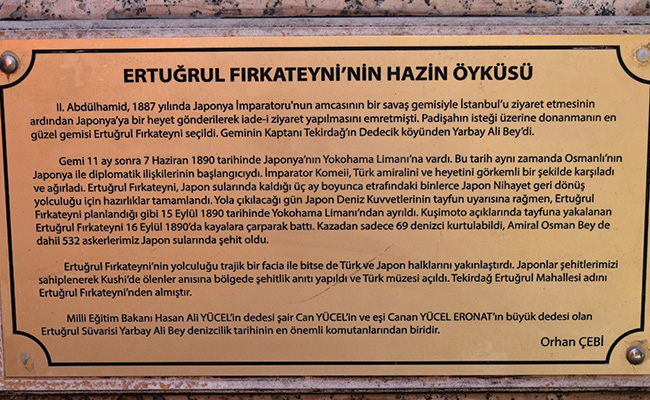 ERTUĞRUL FIRKATEYNİ'NİN HAZİN ÖYKÜSÜ
II. Abdülhamid, 1887 yılında Japonya İmparatoru'nun amcasının bir savaş gemisiyle İstanbul'u ziyaret etmesinin
ardından Japonya'ya bir heyet gönderilerek iade-i ziyaret yapılmasını emretmişti. Padişahın isteği üzerine donanmanın en
güzel gemisi Ertuğrul Fırkateyni seçildi. Geminin Kaptanı Tekirdağ'ın Dedecik köyünden Yarbay Ali Bey'di.
Gemi 11 ay sonra 7 Haziran 1890 tarihinde Japonya'nın Yokohama Limanı'na vardı. Bu tarih aynı zamanda Osmanlı'nın
Japonya ile diplomatik ilişkilerinin başlangıcıydı. İmparator Komeii, Türk amiralini ve heyetini görkemli bir şekilde karşıladı
ve ağırladı. Ertuğrul Fırkateyni, Japon sularında kaldığı üç ay boyunca etrafındaki binlerce Japon Nihayet geri dönüş
yolculuğu için hazırlıklar tamamlandı. Yola çıkılacağı gün Japon Deniz Kuvvetlerinin tayfun uyarısına rağmen, Ertuğrul
Fırkateyni planlandığı gibi 15 Eylül 1890 tarihinde Yokohama Limanı'ndan ayrıldı. Kuşimoto açıklarında tayfuna yakalanan
Ertuğrul Fırkateyni 16 Eylül 1890'da kayalara çarparak battı. Kazadan sadece 69 denizci kurtulabildi, Amiral Osman Bey de
dahil 532 askerlerimiz Japon sularında şehit oldu.
Ertuğrul Fırkateyni'nin yolculuğu trajik bir facia ile bitse de Türk ve Japon halklarını yakınlaştırdı. Japonlar şehitlerimizi
sahiplenerek Kushi'de ölenler anısına bölgede şehitlik anıtı yapıldı ve Türk müzesi açıldı. Tekirdağ Ertuğrul Mahallesi adını
Ertuğrul Fırkateyni'nden almıştır.
Milli Eğitim Bakanı Hasan Ali YÜCEL'in dedesi şair Can YÜCEL'in ve eşi Canan YÜCEL ERONAT'ın büyük dedesi olan
Ertuğrul Süvarisi Yarbay Ali Bey denizcilik tarihinin en önemli komutanlarından biridir.
Orhan ÇEBİ